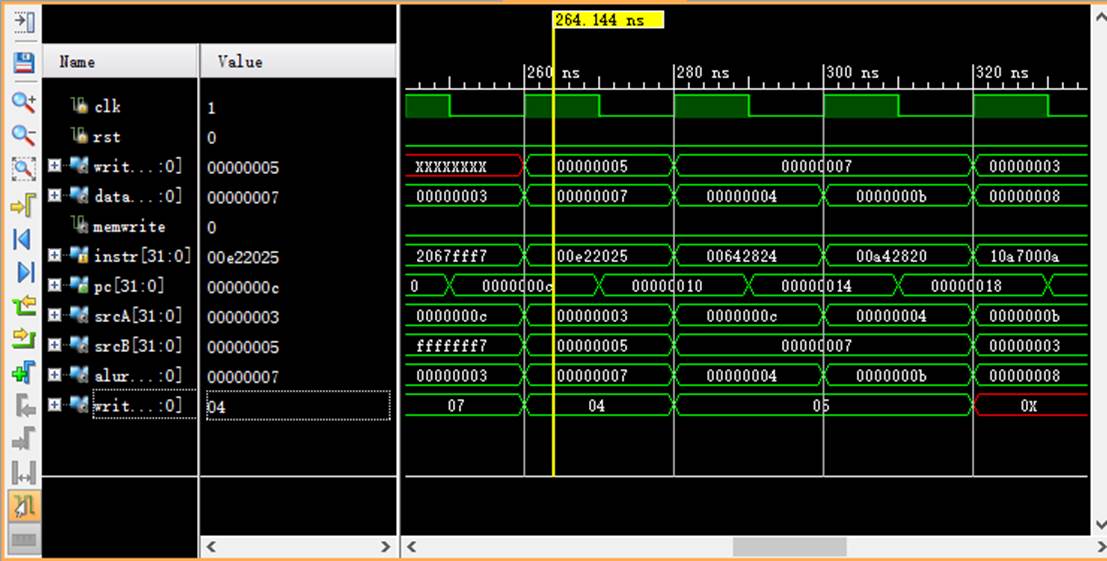 264.144 ns
Name Value
260 ns 280 ns 300 ns 320 ns
clk 1
rst 0
writ...:0] 00000005 XXXXXXXX 00000005 00000007 00000003
data...:0] 00000007 00000003 00000007 00000004 0000000b 00000008
memwrite 0
instr[31:0] 00e22025 2067fff7 00e22025 00642824 00a42820 10a7000a
pc[31:0] 0000000c 0 0000000c 00000010 00000014 00000018
srcA[31:0] 00000003 0000000c 00000003 0000000c 00000004 0000000b
srcB[31:0] 00000005 fffffff7 00000005 00000007 00000003
alur...:0] 00000007 00000003 00000007 00000004 0000000b 00000008
writ...:0] 04 07 04 05 0X